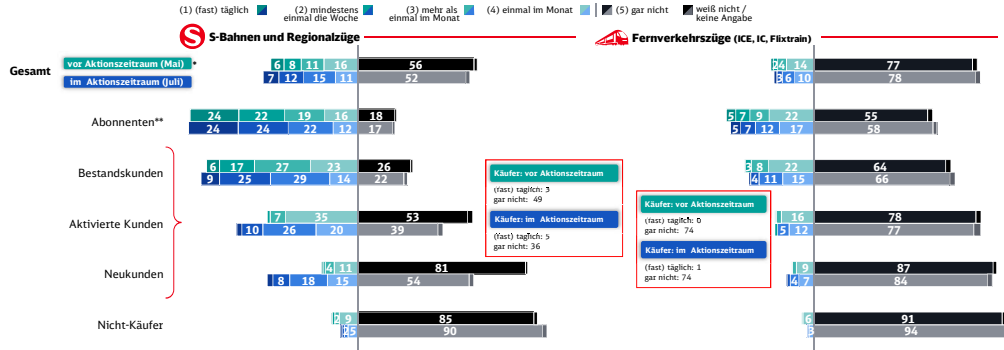 (1) (fast) täglich (2) mindestens einmal die Woche (3) mehr als einmal im Monat (4) einmal im Monat (5) gar nicht weiß nicht / keine Angabe
S S-Bahnen und Regionalzüge
Fernverkehrszüge (ICE, IC, Flixtrain)
Gesamt
vor Aktionszeitraum (Mai) *
6 8 11 16 56
2 4 14 77
im Aktionszeitraum (Juli)
7 12 15 11 52
3 6 10 78
Abonnenten**
24 22 19 16 18
5 7 9 22 55
24 24 22 12 17
5 7 12 17 58
Bestandskunden
6 17 27 23 26
3 8 22 64
9 25 29 14 22
4 11 15 66
Käufer: vor Aktionszeitraum
(fast) täglich: 3
gar nicht: 49
Käufer: im Aktionszeitraum
(fast) täglich: 5
gar nicht: 36
Käufer: vor Aktionszeitraum
(fast) täglich: 0
gar nicht: 74
Käufer: im Aktionszeitraum
(fast) täglich: 1
gar nicht: 74
Aktivierte Kunden
7 35 53
16 78
10 26 20 39
5 12 77
Neukunden
4 11 81
9 87
8 18 15 54
4 7 84
Nicht-Käufer
2 9 85
6 91
2 5 90
3 94